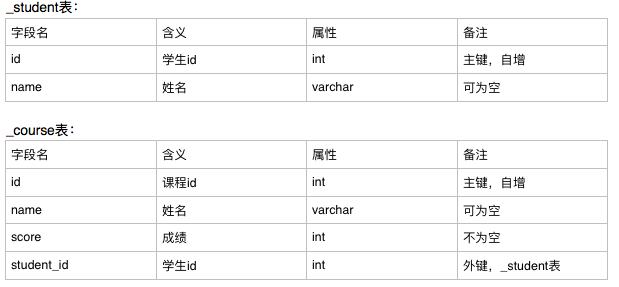 _student表：
字段名 含义 属性 备注
id 学生id int 主键，自增
name 姓名 varchar 可为空
_course表：
字段名 含义 属性 备注
id 课程id int 主键，自增
name 姓名 varchar 可为空
score 成绩 int 不为空
student_id 学生id int 外键，_student表